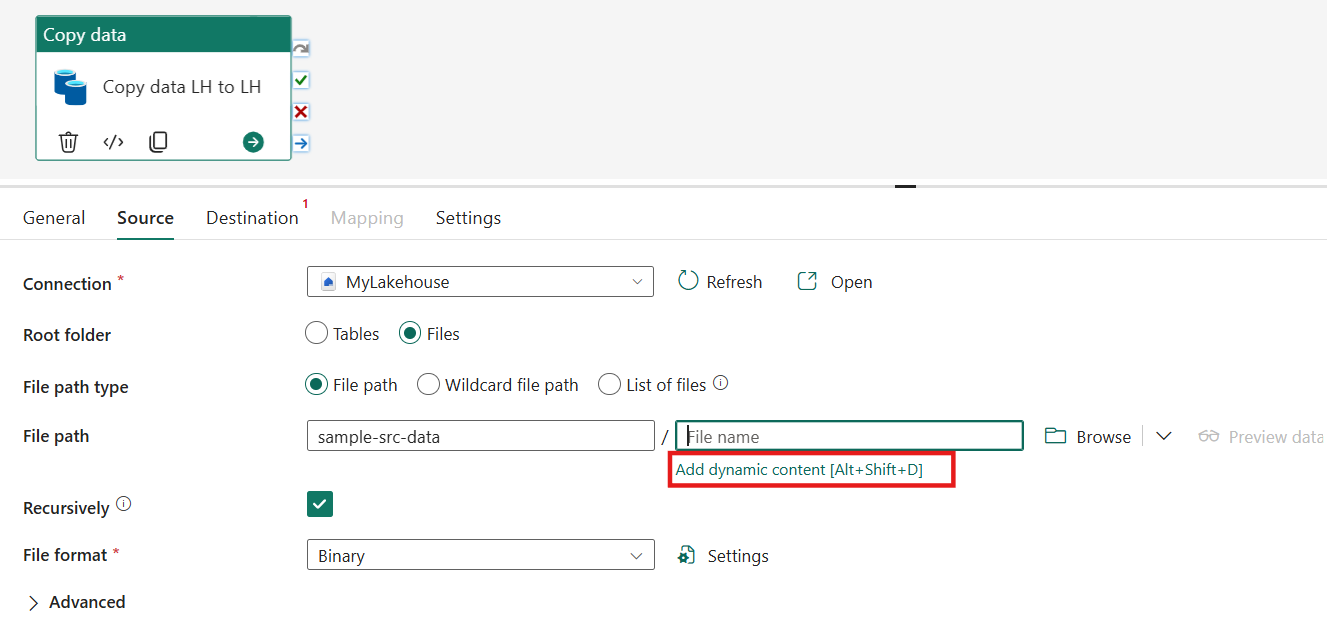 Copy data
Copy data LH to LH
General Source Destination 1 Mapping Settings
Connection * MyLakehouse Refresh Open
Root folder Tables Files
File path type File path Wildcard file path List of files
File path sample-src-data / File name Browse Preview data
Add dynamic content [Alt+Shift+D]
Recursively
File format * Binary Settings
Advanced